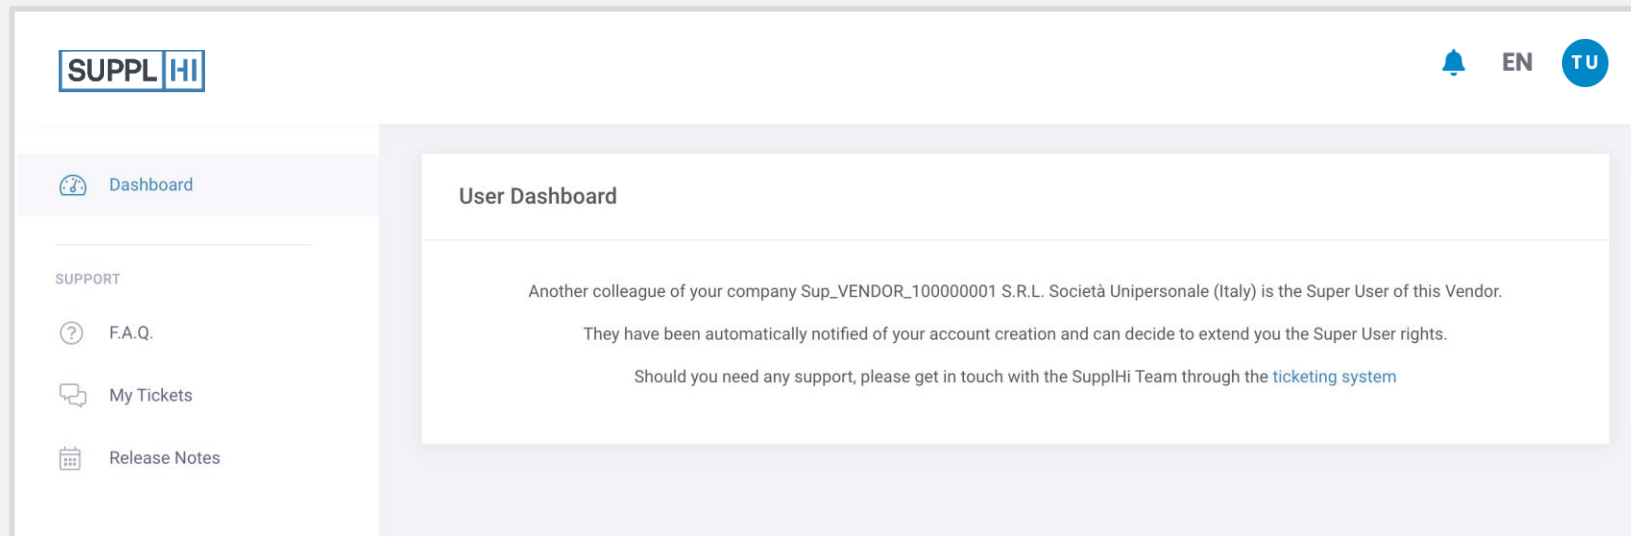 SUPPLHI
EN
TU
Dashboard
User Dashboard
SUPPORT
Another colleague of your company Sup_VENDOR_100000001 S.R.L. Società Unipersonale (Italy) is the Super User of this Vendor.
F.A.Q.
They have been automatically notified of your account creation and can decide to extend you the Super User rights.
Should you need any support, please get in touch with the SupplHi Team through the ticketing system
My Tickets
Release Notes